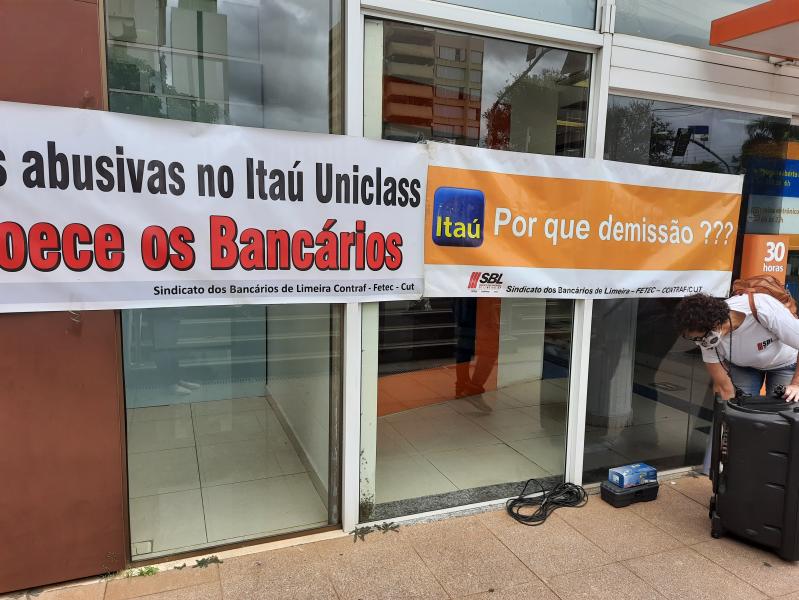 s abusivas no Itaú Uniclass
oece os Bancários
Sindicato dos Bancários de Limeira Contraf - Fetec - Cut
Itaú
Por que demissão ???
SBL
Sindicato dos Bancários de Limeira - FETEC - CONTRAF/CUT
30
horas
SBL